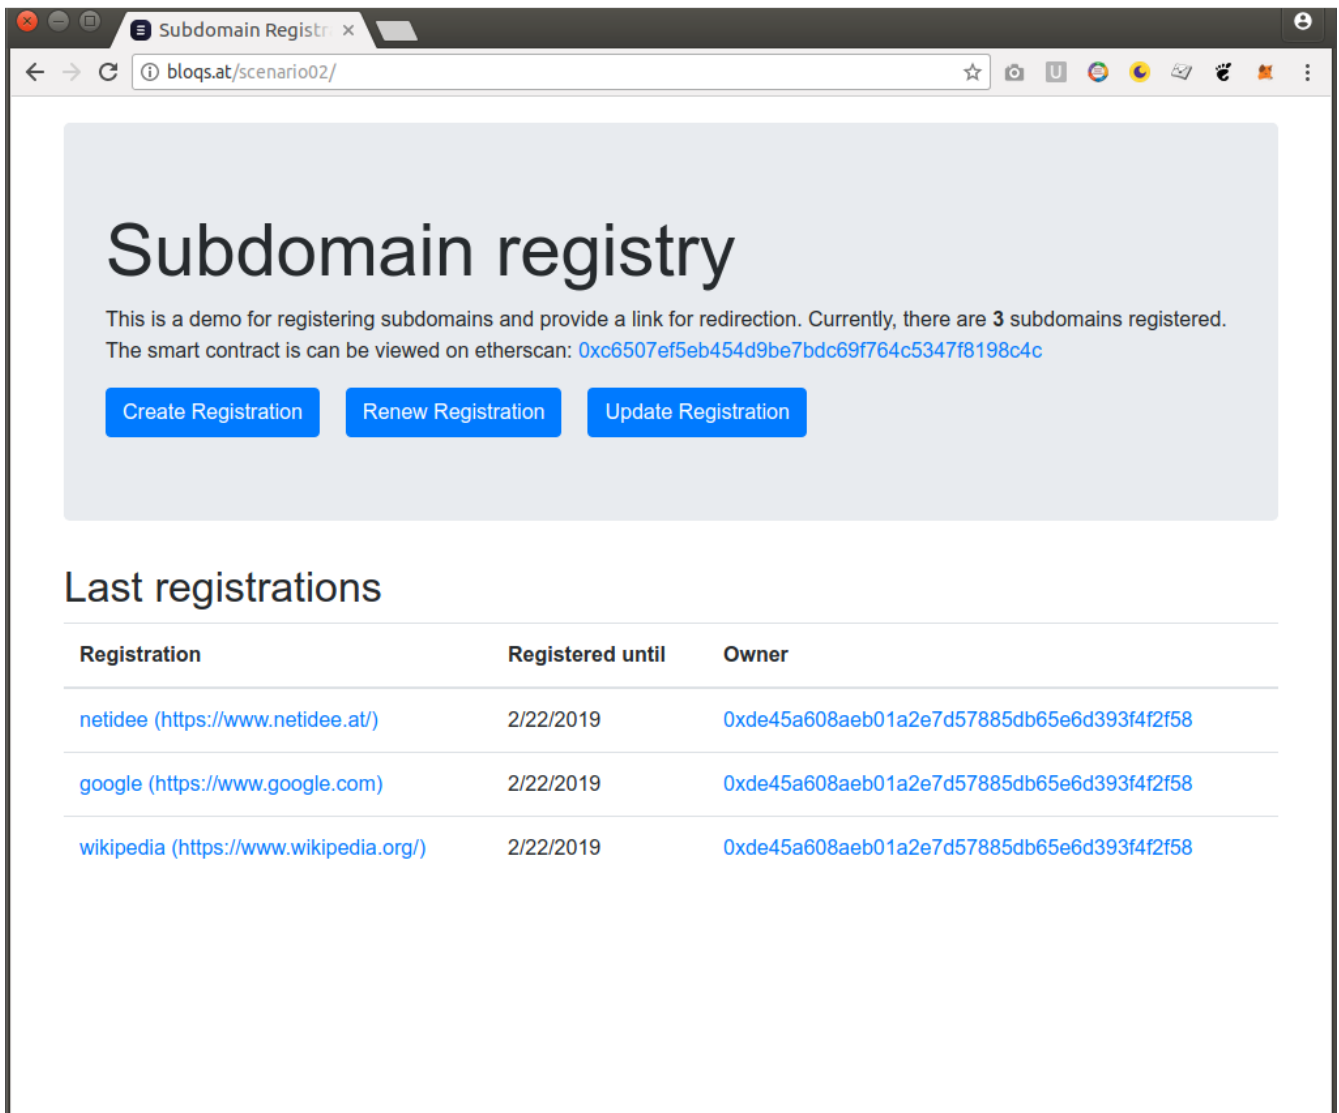 Subdomain Registr
bloqs.at/scenario02/
U
Subdomain registry
This is a demo for registering subdomains and provide a link for redirection. Currently, there are 3 subdomains registered.
The smart contract is can be viewed on etherscan: 0xc6507ef5eb454d9be7bdc69f764c5347f8198c4c
Create Registration Renew Registration Update Registration
Last registrations
Registration Registered until Owner
netidee (https://www.netidee.at/) 2/22/2019 0xde45a608aeb01a2e7d57885db65e6d393f4f2f58
google (https://www.google.com) 2/22/2019 0xde45a608aeb01a2e7d57885db65e6d393f4f2f58
wikipedia (https://www.wikipedia.org/) 2/22/2019 0xde45a608aeb01a2e7d57885db65e6d393f4f2f58